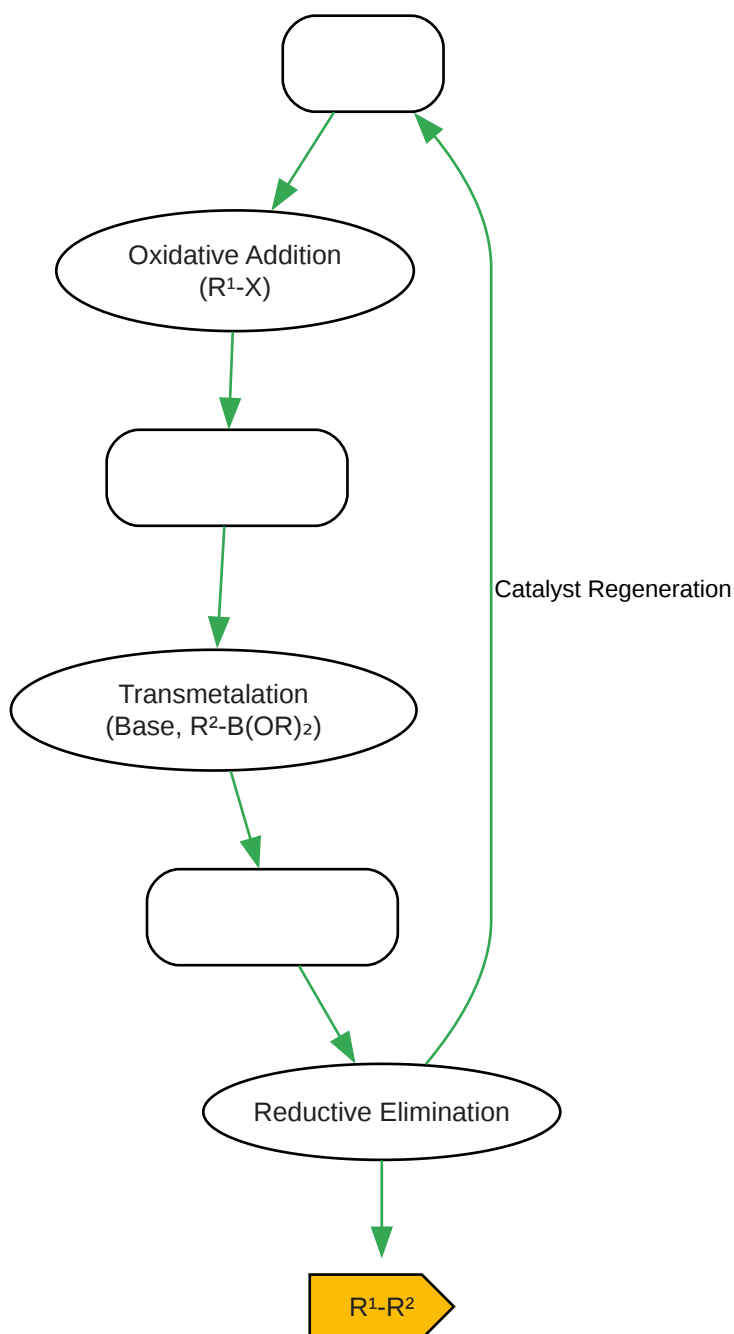 Oxidative Addition
(R¹-X)
Catalyst Regeneration
Transmetalation
(Base, R²-B(OR)₂)
Reductive Elimination
R¹-R²